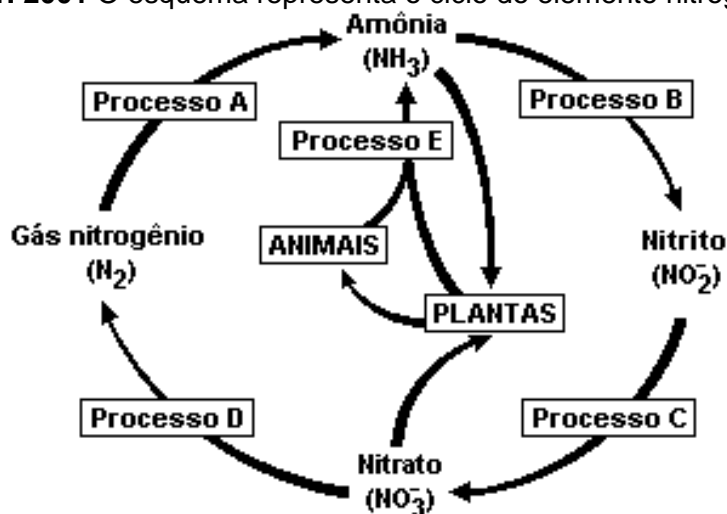 2001 O esquema representa o ciclo do elemento
Amônia
(NH3)
Processo A
Processo B
Processo E
Gás nitrogênio
(N2)
ANIMAIS
Nitrito
(NO2-)
PLANTAS
Processo D
Processo C
Nitrato
(NO3-)